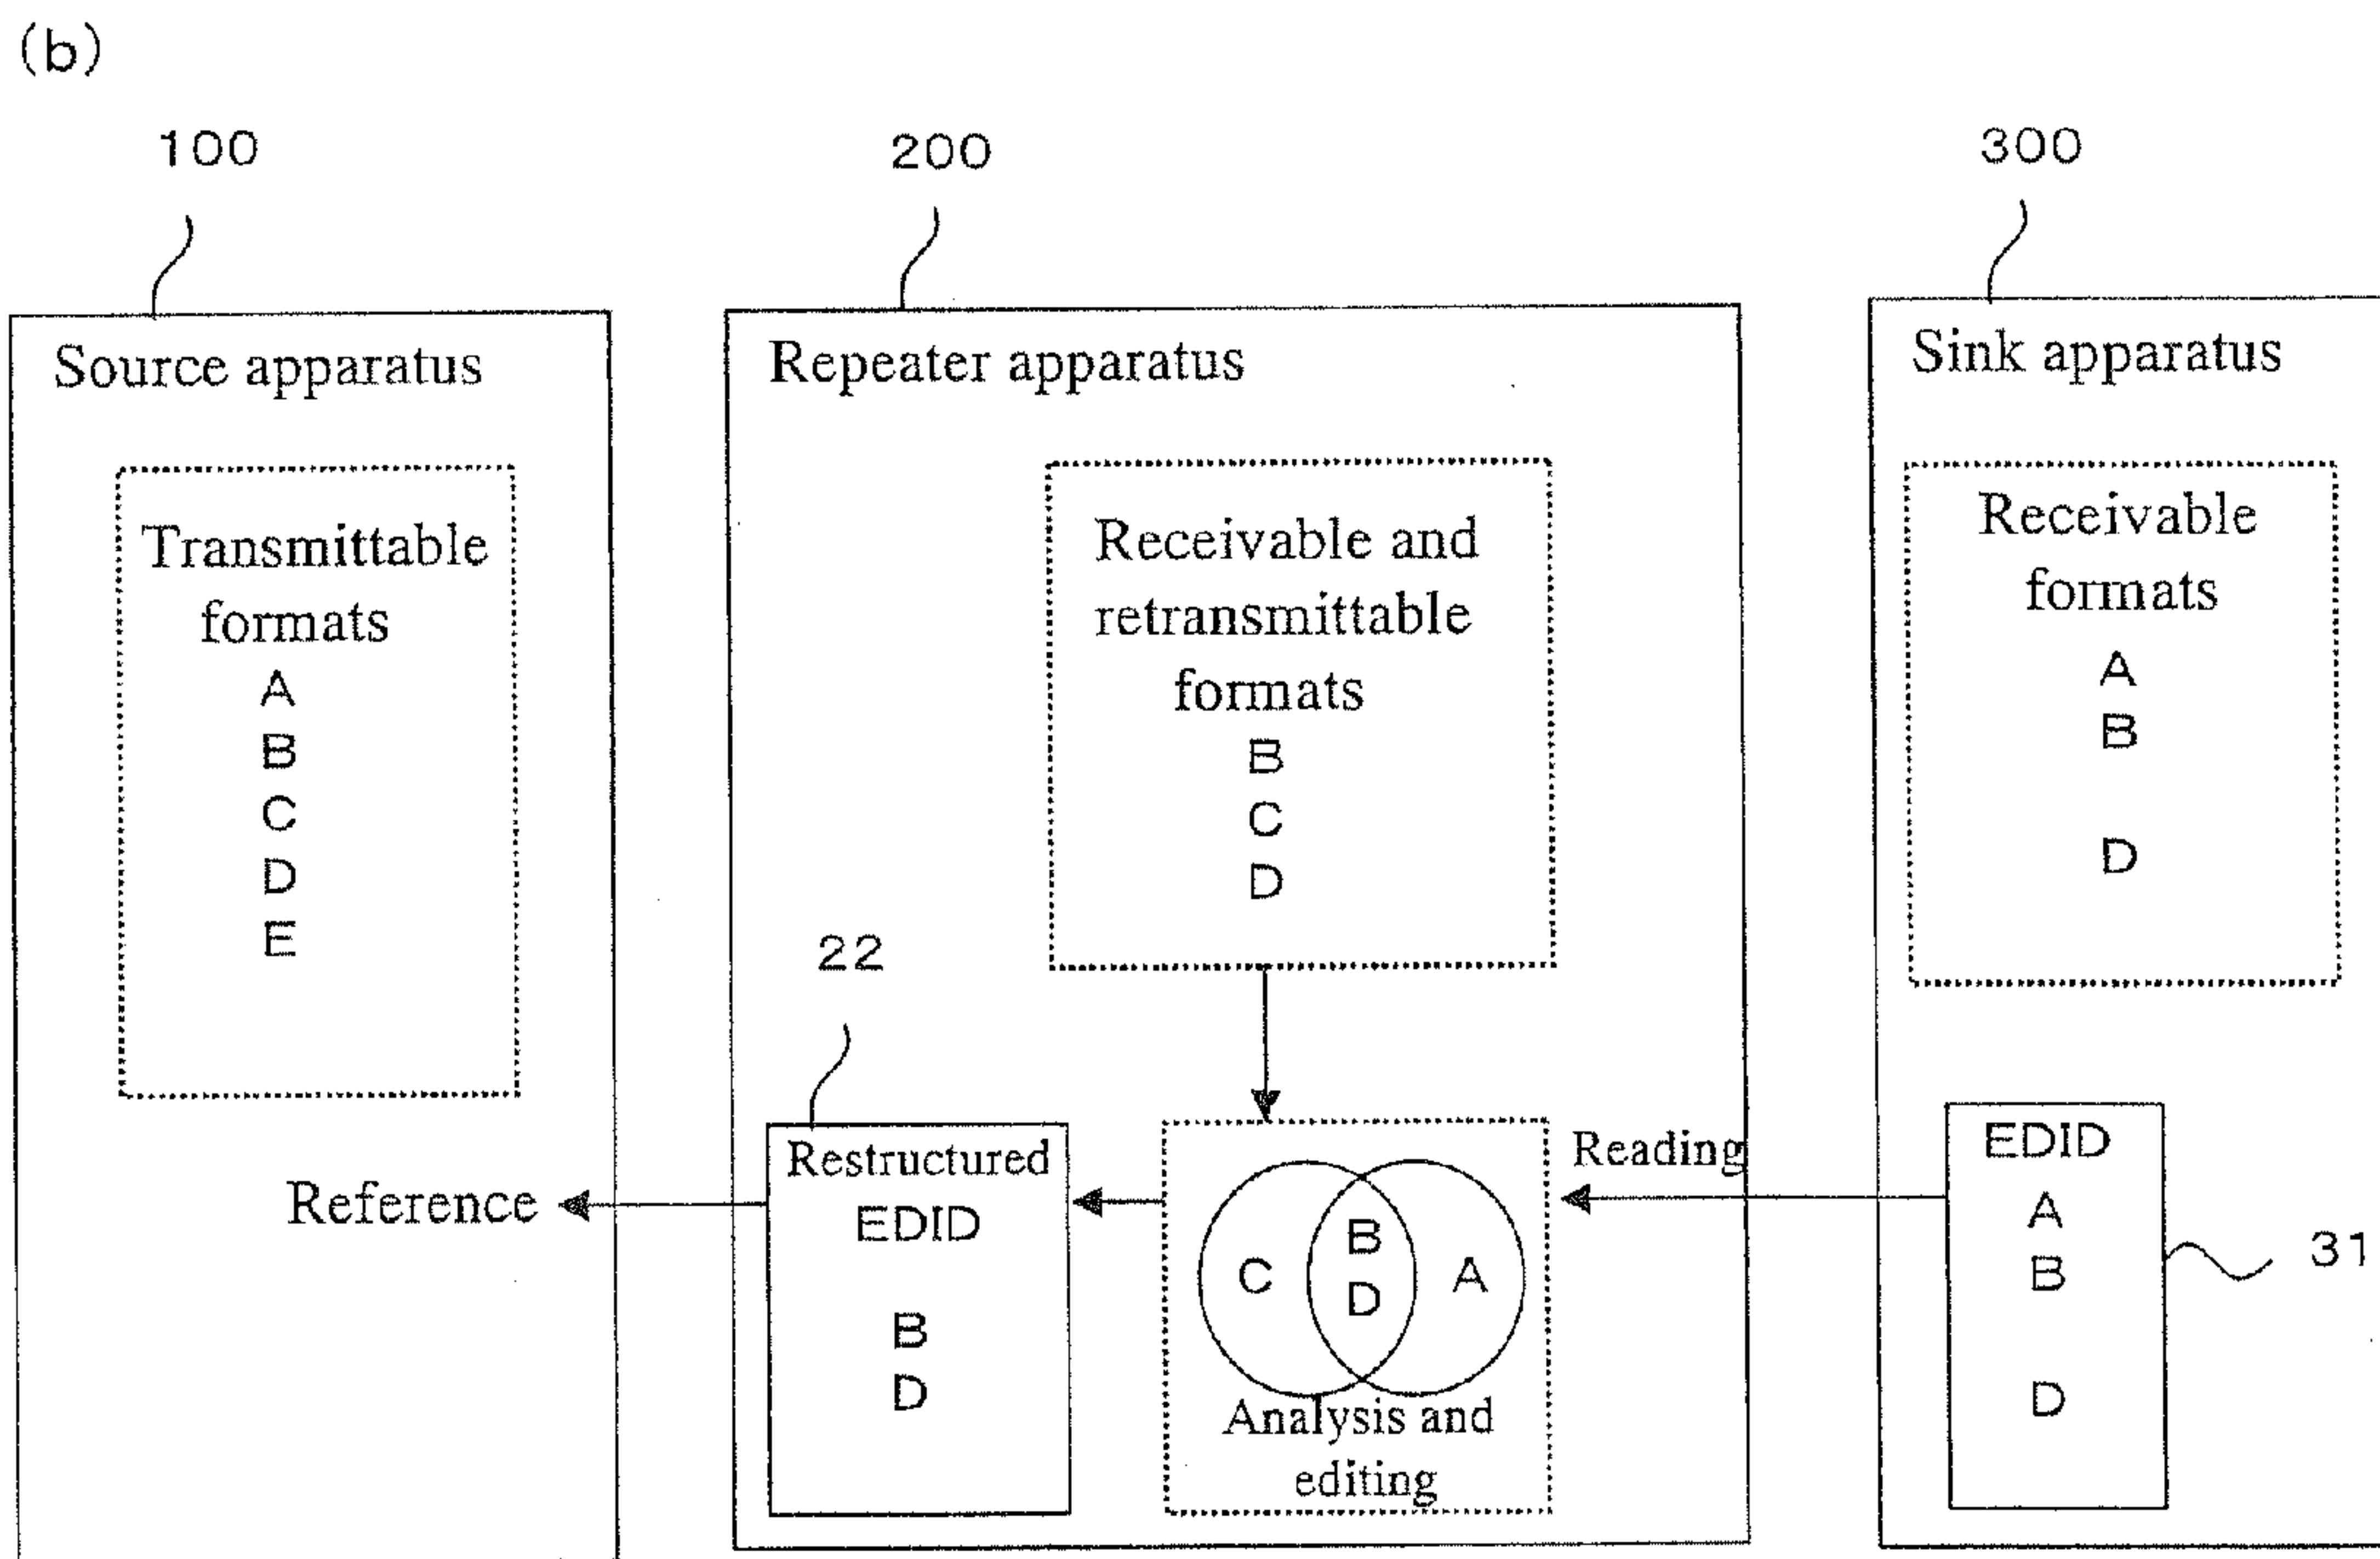 (b)
100
200
300
Source apparatus
Transmittable
formats
A
B
C
D
E
Reference
Repeater apparatus
Receivable and
retransmittable
formats
B
C
D
22
Restructured
EDID
B
D
C
B
D
A
Analysis and
editing
Reading
Sink apparatus
Receivable
formats
A
B
D
EDID
A
B
D
31